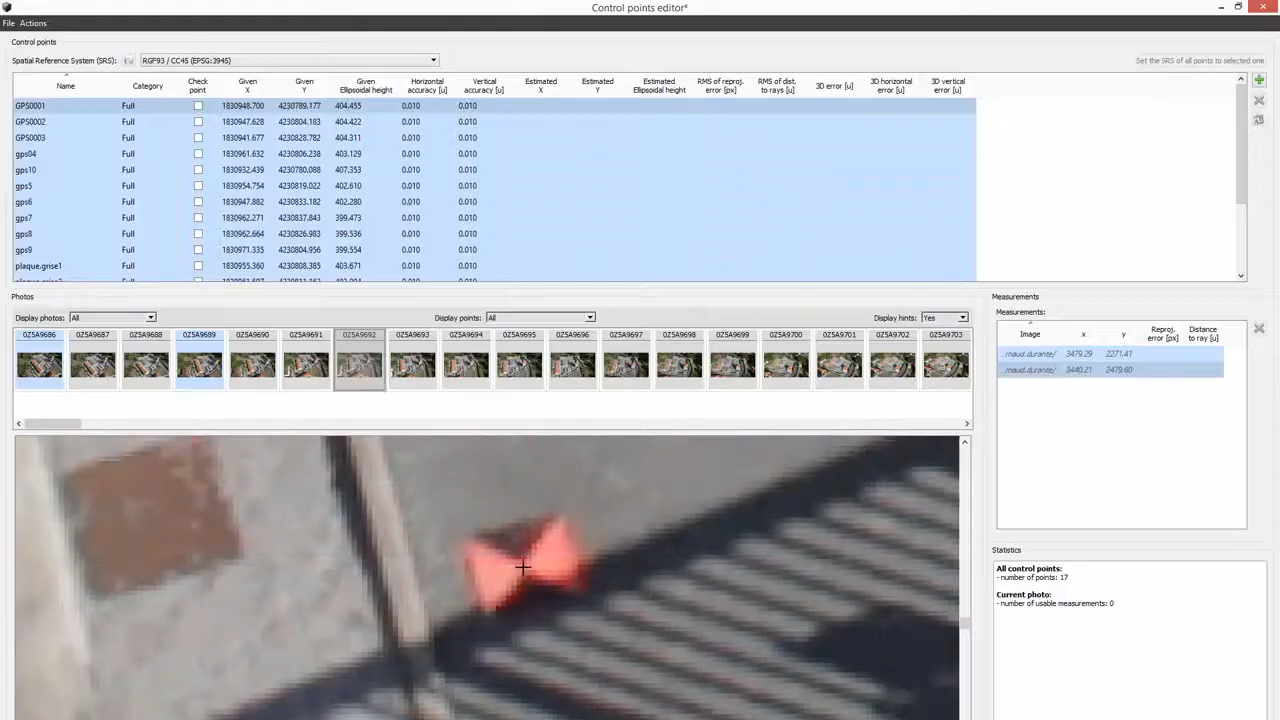 Control points editor*
File Actions
Control points
Spatial Reference System (SRS): RGF93 / CC45 (EPSG:3945) Set the SRS of all points to selected one
Name Category Check point Given X Given Y Given Ellipsoidal height Horizontal accuracy [u] Vertical accuracy [u] Estimated X Estimated Y Estimated Ellipsoidal height RMS of reproj. error [px] RMS of dist. to rays [u] 3D error [u] 3D horizontal error [u] 3D vertical error [u]
GPS0001 Full 1830948.700 4230789.177 404.455 0.010 0.010
GPS0002 Full 1830947.628 4230804.183 404.422 0.010 0.010
GPS0003 Full 1830941.677 4230828.782 404.311 0.010 0.010
gps04 Full 1830961.632 4230806.238 403.129 0.010 0.010
gps10 Full 1830932.439 4230780.088 407.353 0.010 0.010
gps5 Full 1830954.754 4230819.022 402.610 0.010 0.010
gps6 Full 1830947.882 4230833.182 402.280 0.010 0.010
gps7 Full 1830962.271 4230837.843 399.473 0.010 0.010
gps8 Full 1830962.664 4230826.983 399.536 0.010 0.010
gps9 Full 1830971.335 4230804.956 399.554 0.010 0.010
plaque.grise1 Full 1830955.360 4230808.385 403.671 0.010 0.010
Photos
Display photos: All Display points: All Display hints: Yes
0Z5A9686 0Z5A9687 0Z5A9688 0Z5A9689 0Z5A9690 0Z5A9691 0Z5A9692 0Z5A9693 0Z5A9694 0Z5A9695 0Z5A9696 0Z5A9697 0Z5A9698 0Z5A9699 0Z5A9700 0Z5A9701 0Z5A9702 0Z5A9703
Measurements
Measurements:
Image x y Reproj. error [px] Distance to ray [u]
...maud.durante/ 3479.29 2271.41
...maud.durante/ 3440.21 2479.60
Statistics
All control points:
- number of points: 17
Current photo:
- number of usable measurements: 0